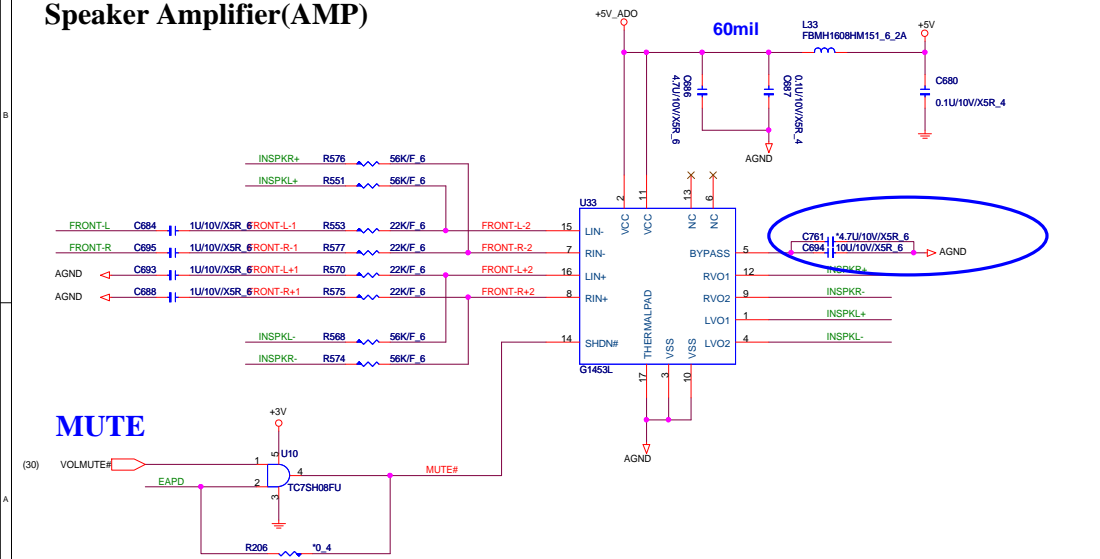 Speaker Amplifier(AMP)
+5V_ADO
60mil
L33
FBMH1608HM151_6_2A
+5V
C686
4.7U/10V/X5R_6
C687
0.1U/10V/X5R_4
C680
0.1U/10V/X5R_4
AGND
B
INSPKR+ R576 56K/F_6
INSPKL+ R551 56K/F_6
U33
2 11 13 6
VCC VCC NC NC
FRONT-L C684 1U/10V/X5R_6 FRONT-L-1 R553 22K/F_6 FRONT-L-2 15 LIN-
FRONT-R C695 1U/10V/X5R_6 FRONT-R-1 R577 22K/F_6 FRONT-R-2 7 RIN-
AGND C693 1U/10V/X5R_6 FRONT-L+1 R570 22K/F_6 FRONT-L+2 16 LIN+
AGND C688 1U/10V/X5R_6 FRONT-R+1 R575 22K/F_6 FRONT-R+2 8 RIN+
C761 *4.7U/10V/X5R_6
BYPASS 5 C694 10U/10V/X5R_6 AGND
RVO1 12 INSPKR+
RVO2 9 INSPKR-
LVO1 1 INSPKL+
LVO2 4 INSPKL-
INSPKL- R568 56K/F_6 14 SHDN#
INSPKR- R574 56K/F_6
THERMALPAD VSS VSS
G1453L
17 3 10
AGND
MUTE
+3V
5 U10
(30) VOLMUTE# 1
4 MUTE#
EAPD 2
TC7SH08FU
3
A
R206 *0_4